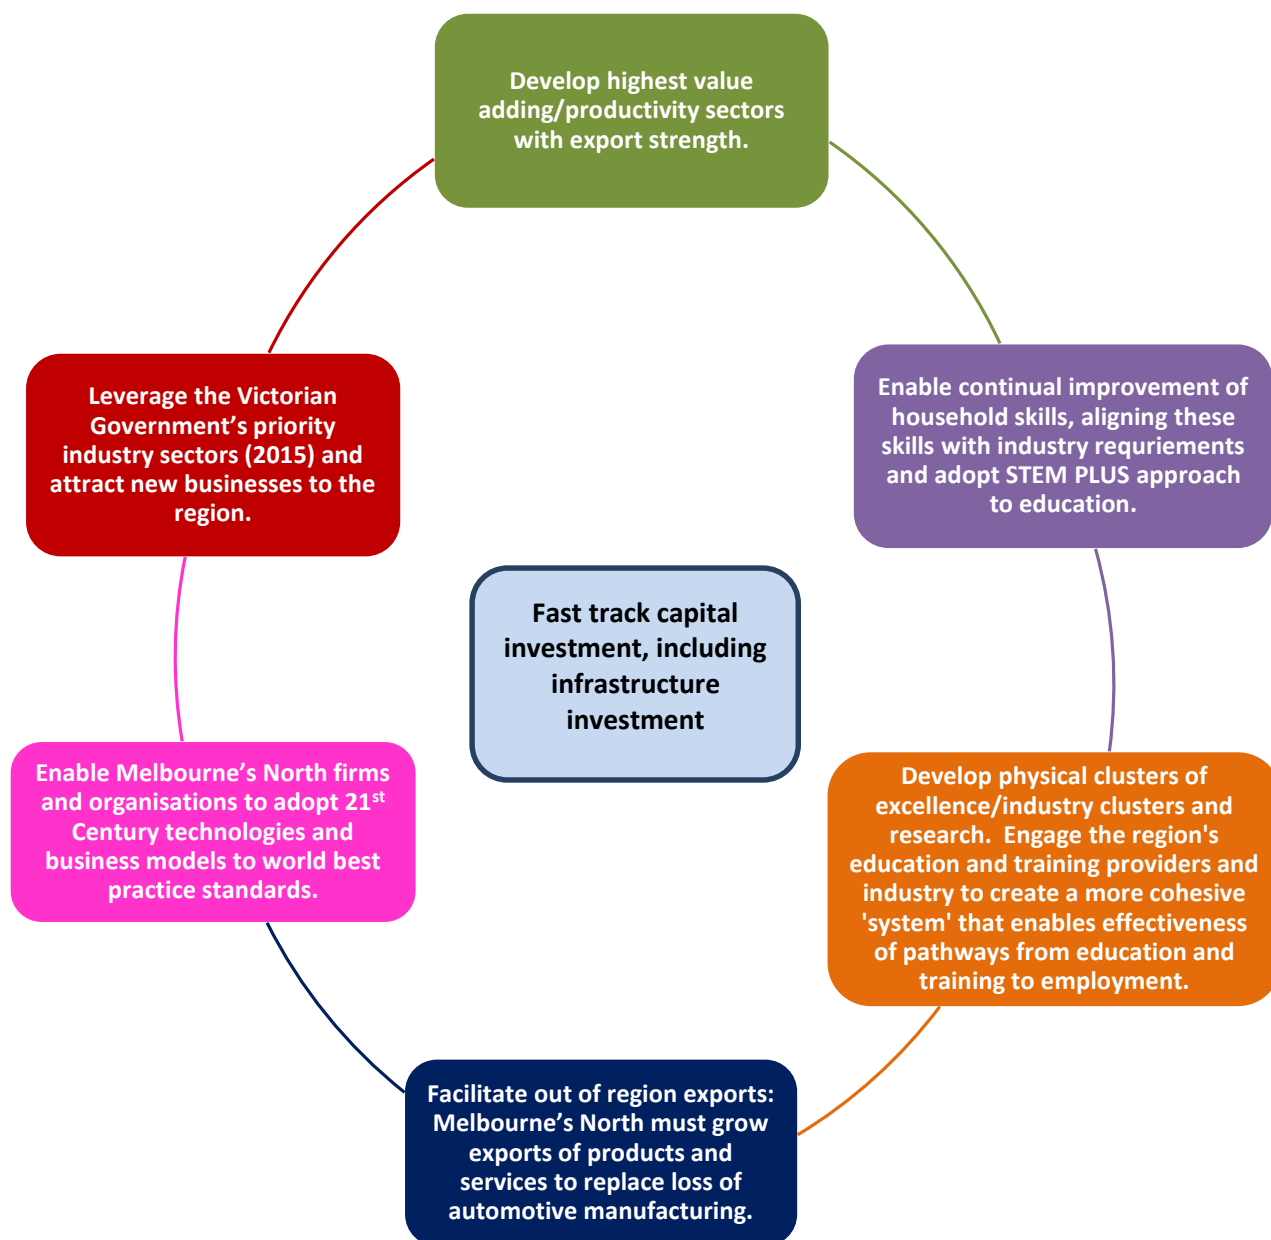 Develop highest value
adding/productivity sectors
with export strength.
Enable continual improvement of
household skills, aligning these
skills with industry requriements
and adopt STEM PLUS approach
to education.
Develop physical clusters of
excellence/industry clusters and
research.  Engage the region's
education and training providers and
industry to create a more cohesive
'system' that enables effectiveness
of pathways from education and
training to employment.
Facilitate out of region exports:
Melbourne’s North must grow
exports of products and
services to replace loss of
automotive manufacturing.
Enable Melbourne’s North firms
and organisations to adopt 21st
Century technologies and
business models to world best
practice standards.
Leverage the Victorian
Government’s priority
industry sectors (2015) and
attract new businesses to the
region.
Fast track capital
investment, including
infrastructure
investment